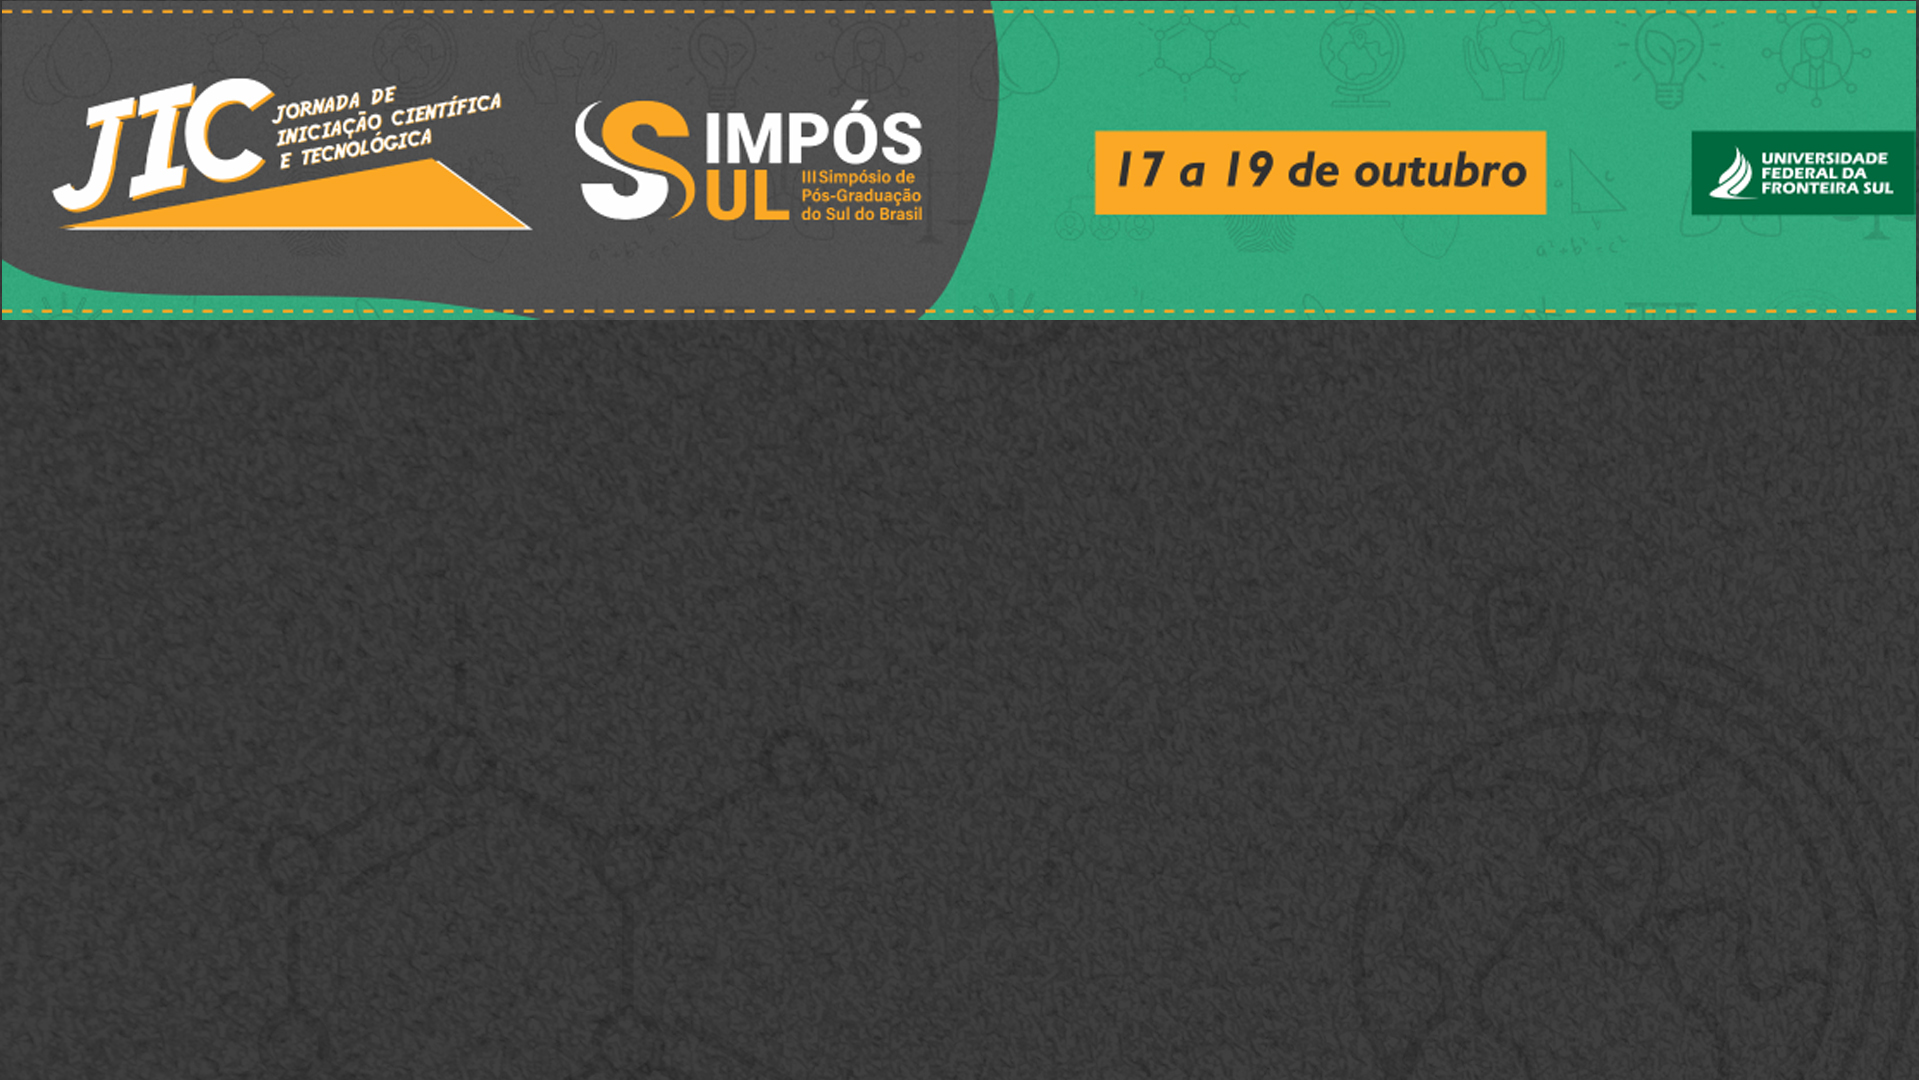 JIC
JORNADA DE
INICIAÇÃO CIENTÍFICA
E TECNOLÓGICA
SIMPÓS
SUL
III Simpósio de
Pós-Graduação
do Sul do Brasil
17 a 19 de outubro
UNIVERSIDADE
FEDERAL DA
FRONTEIRA SUL